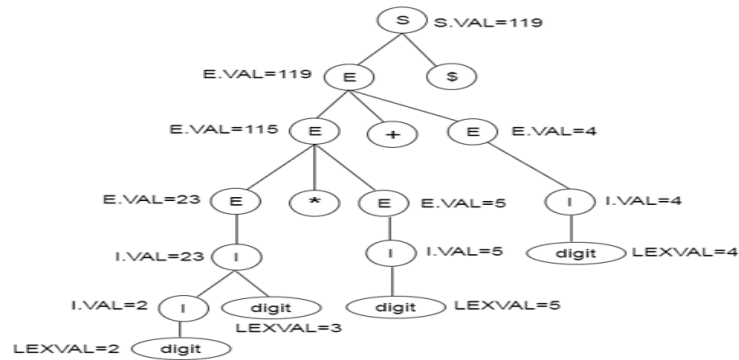 S S.VAL=119
E.VAL=119 E $
E.VAL=115 E + E E.VAL=4
E.VAL=23 E * E E.VAL=5 I I.VAL=4
I.VAL=23 I I I.VAL=5 digit LEXVAL=4
I.VAL=2 I digit digit LEXVAL=5
LEXVAL=3
LEXVAL=2 digit